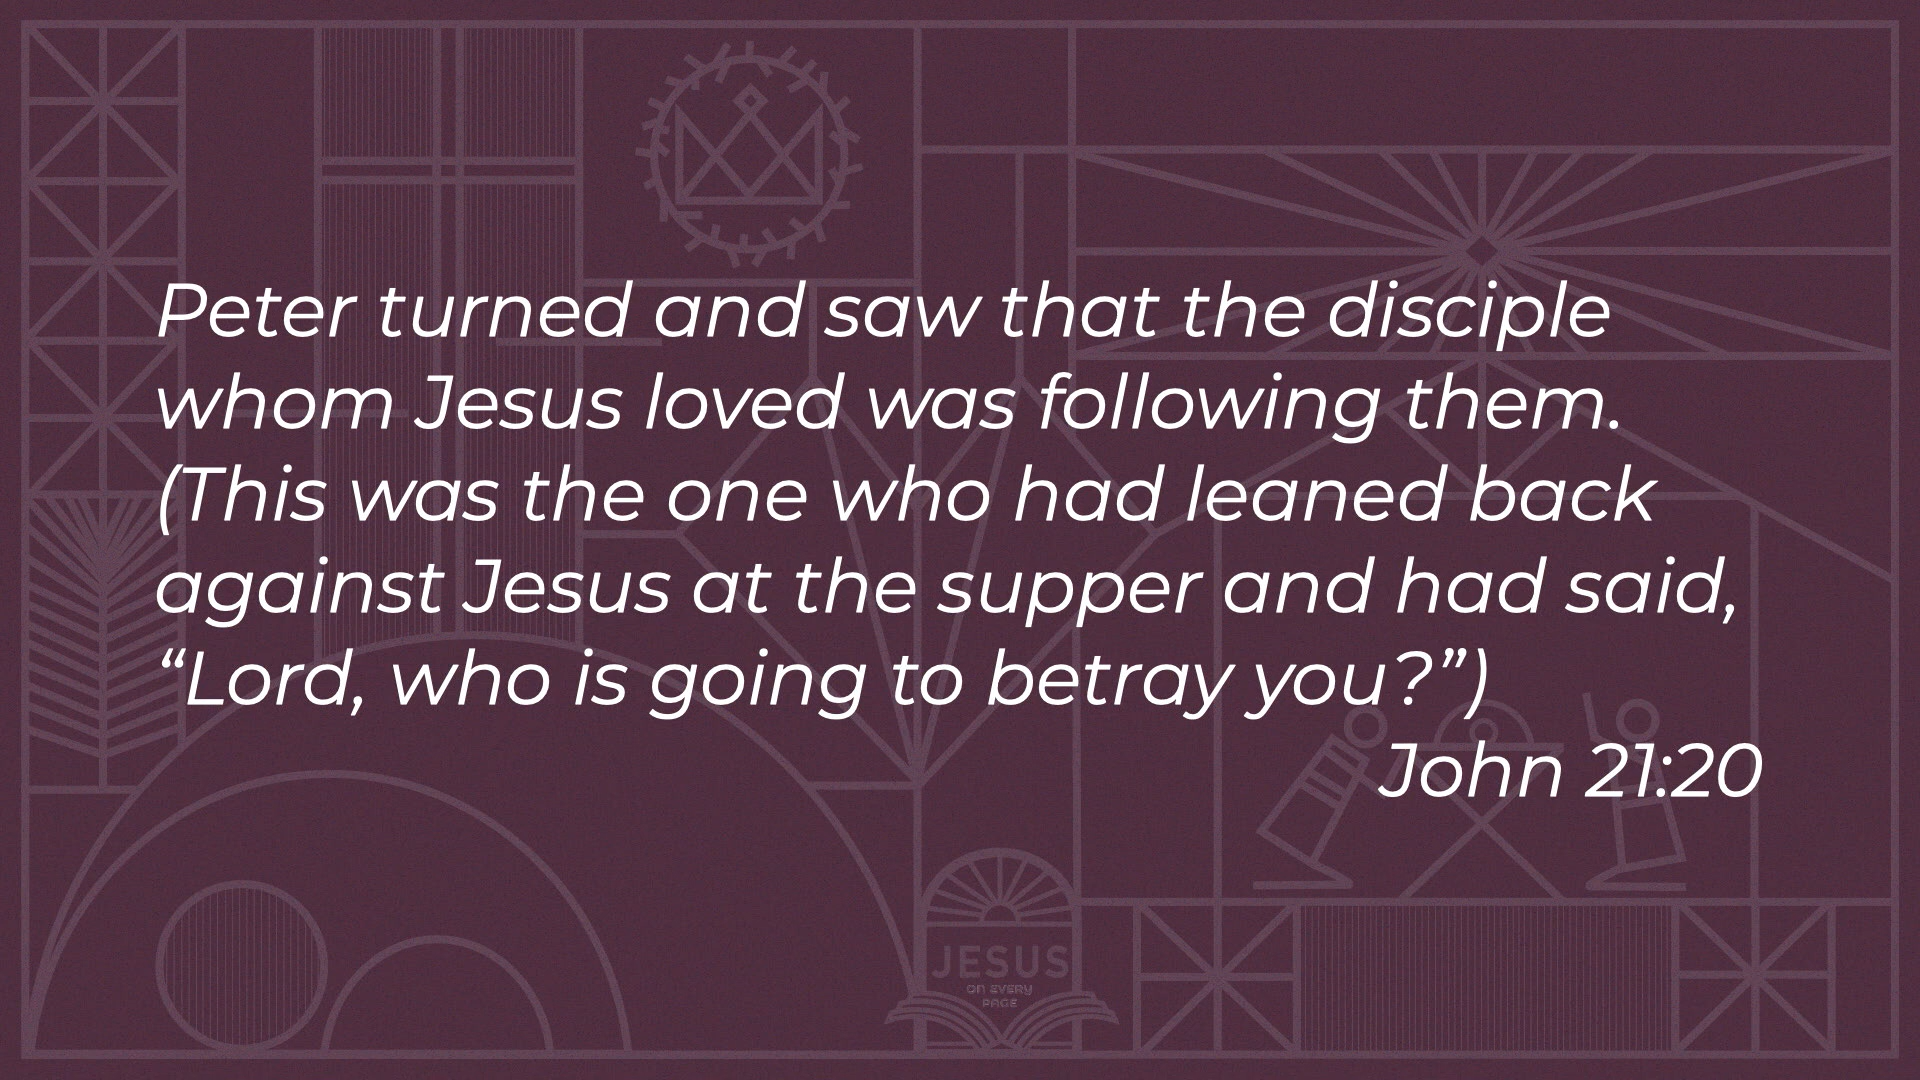 Peter turned and saw that the disciple
whom Jesus loved was following them.
(This was the one who had leaned back
against Jesus at the supper and had said,
“Lord, who is going to betray you?”)
John 21:20
JESUS
ON EVERY
PAGE